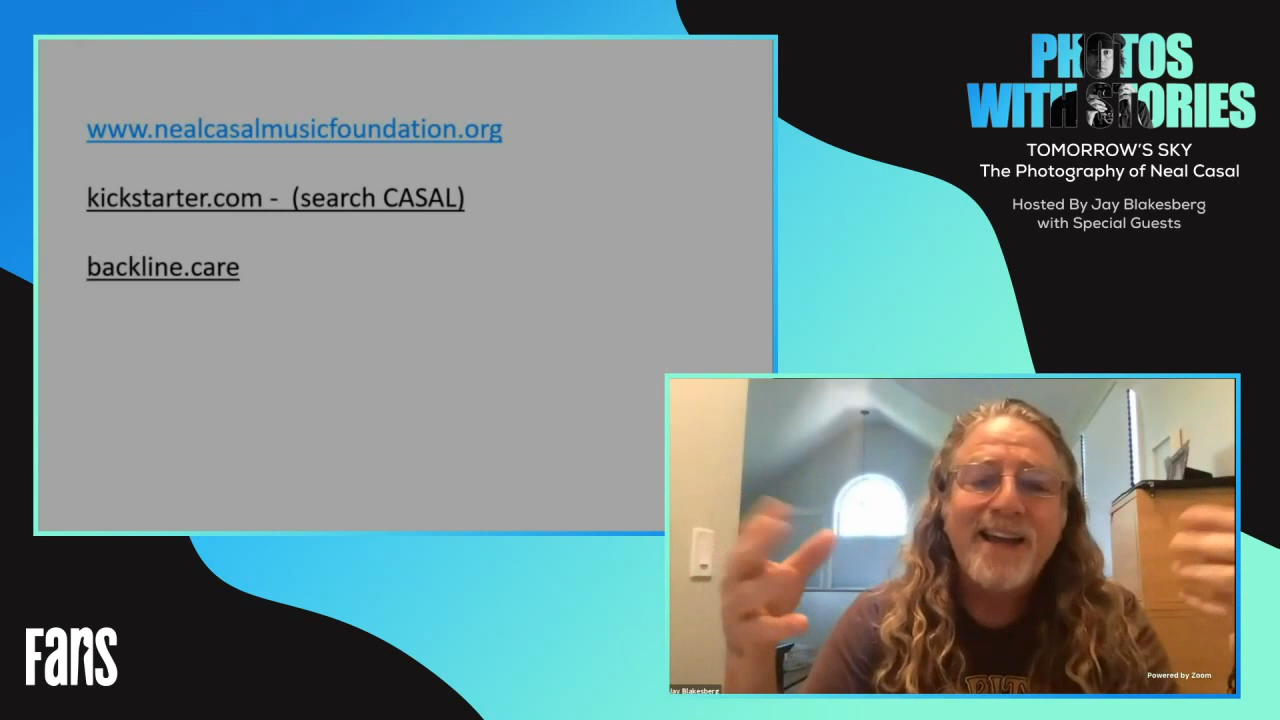 www.nealcasalmusicfoundation.org
kickstarter.com - (search CASAL)
backline.care
PHOTOS
WITH STORIES
TOMORROW'S SKY
The Photography of Neal Casal
Hosted By Jay Blakesberg
with Special Guests
Fans
Powered by Zoom
Jay Blakesberg